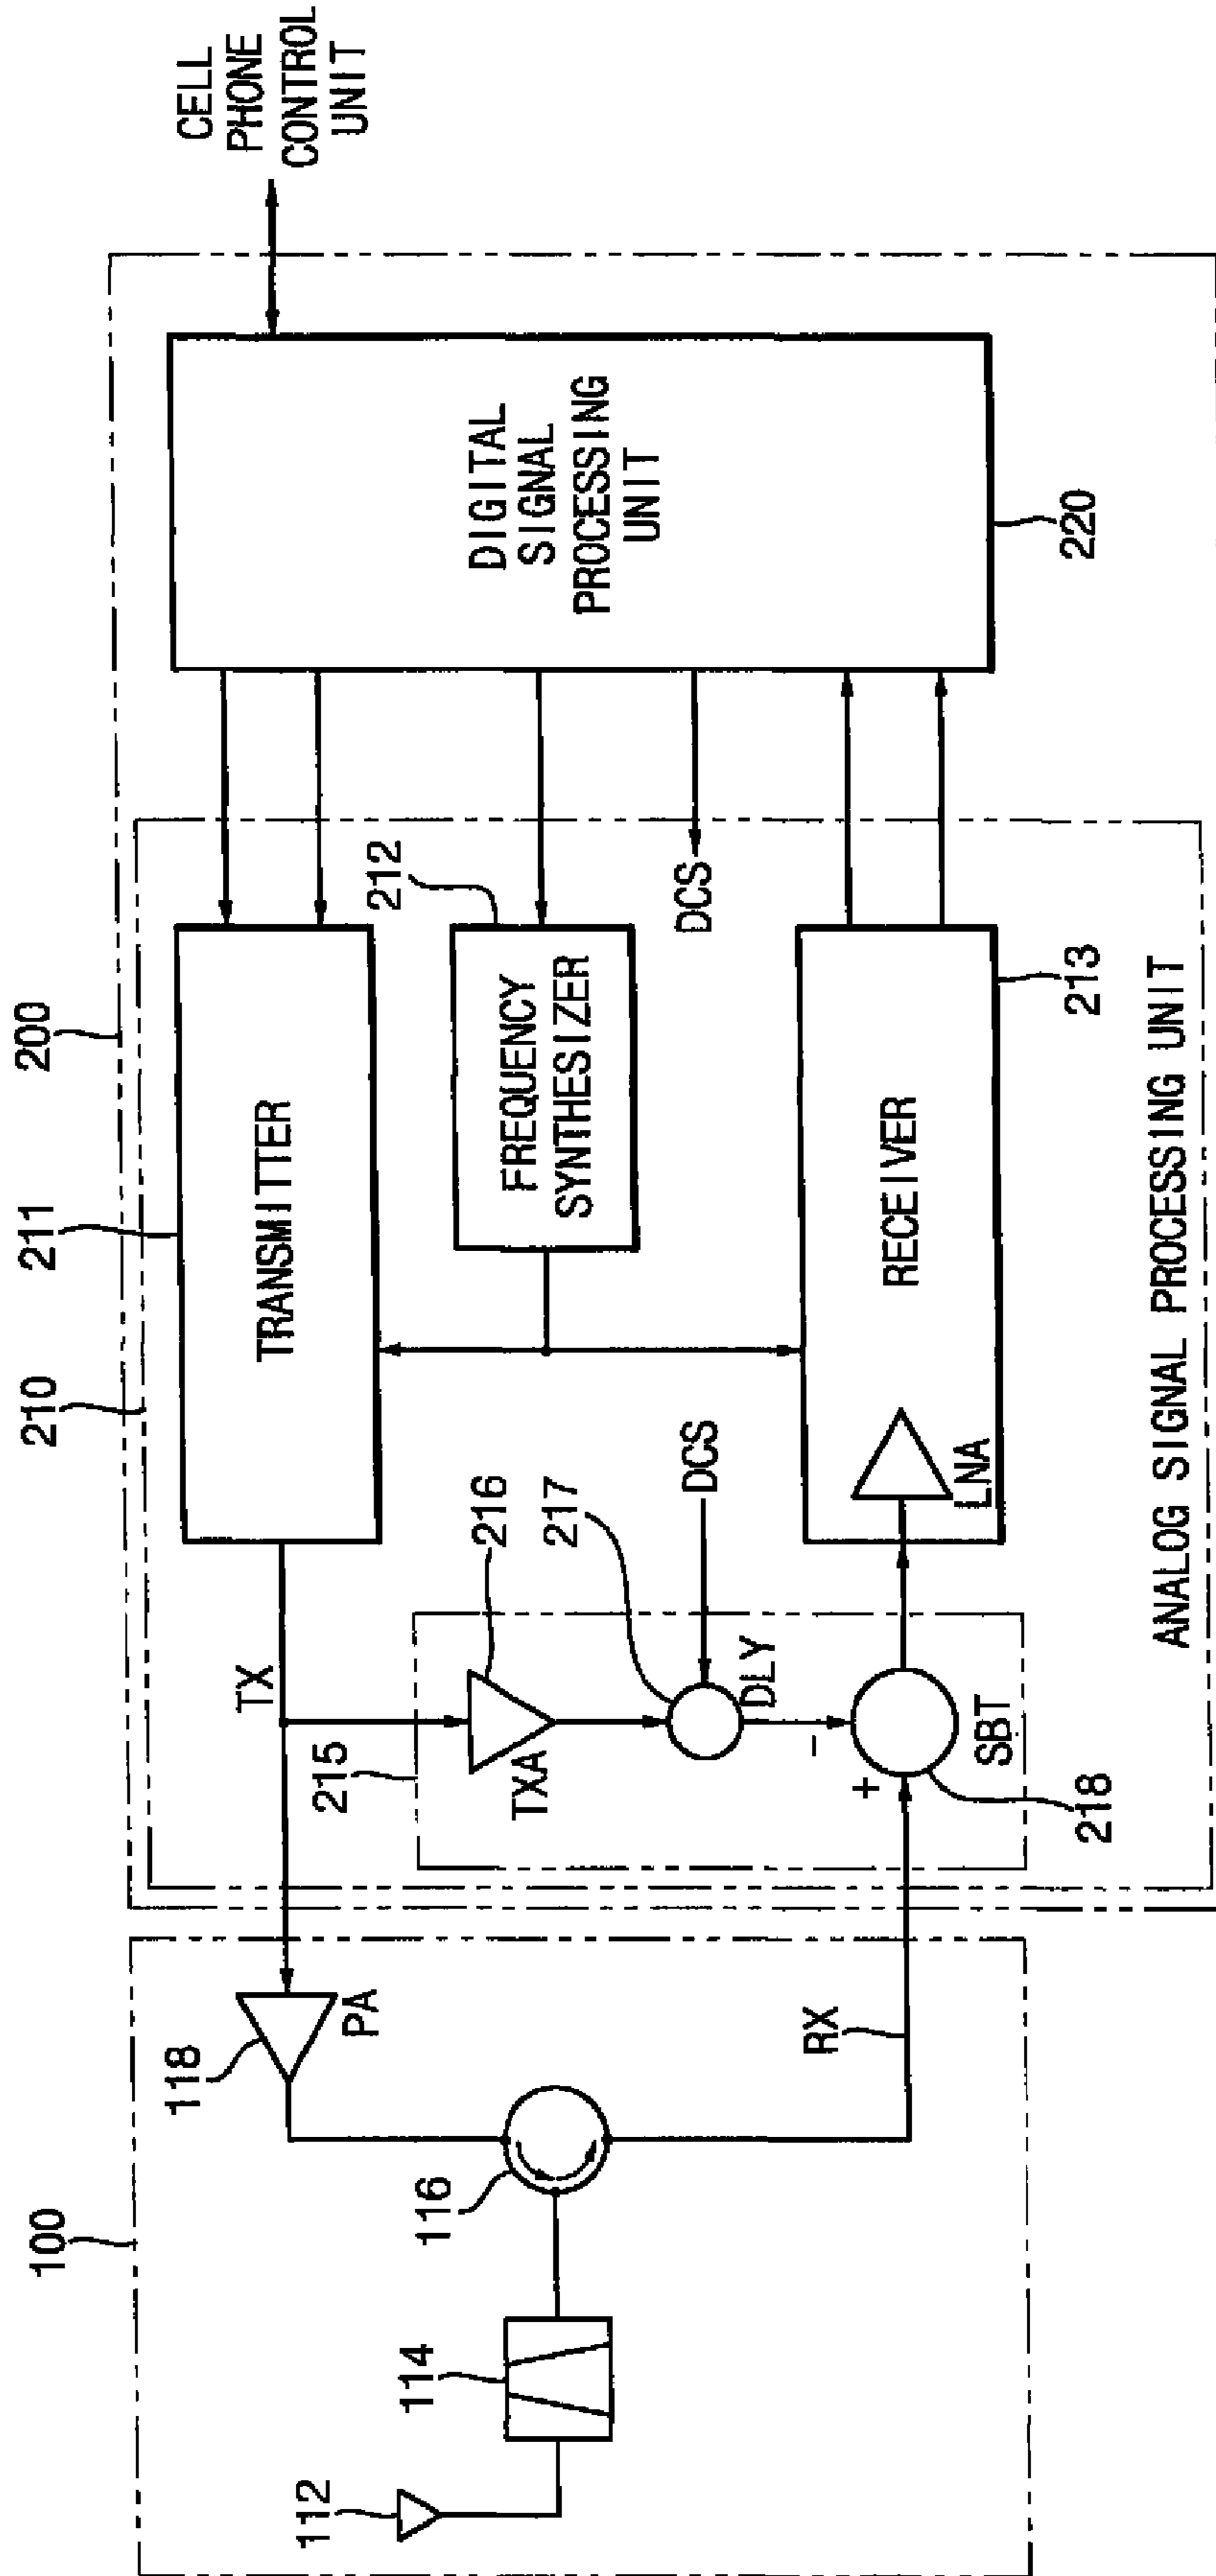 CELL
PHONE
CONTROL
UNIT
200
210
211
TRANSMITTER
212
FREQUENCY
SYNTHESIZER
DIGITAL
SIGNAL
PROCESSING
UNIT
220
DCS
RECEIVER
LNA
213
ANALOG SIGNAL PROCESSING UNIT
TX
215
TXA
216
217
DCS
DLY
-
+
SBT
218
100
112
114
116
118
PA
RX